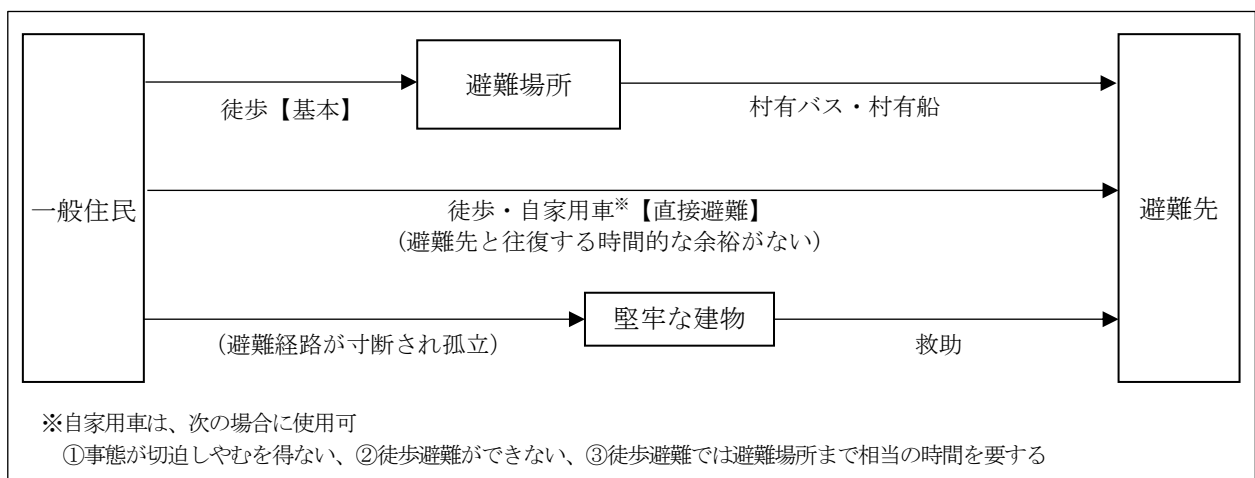 一般住民
徒歩【基本】
避難場所
村有バス・村有船
徒歩・自家用車※【直接避難】
（避難先と往復する時間的な余裕がない）
避難先
（避難経路が寸断され孤立）
堅牢な建物
救助
※自家用車は、次の場合に使用可
①事態が切迫しやむを得ない、②徒歩避難ができない、③徒歩避難では避難場所まで相当の時間を要する